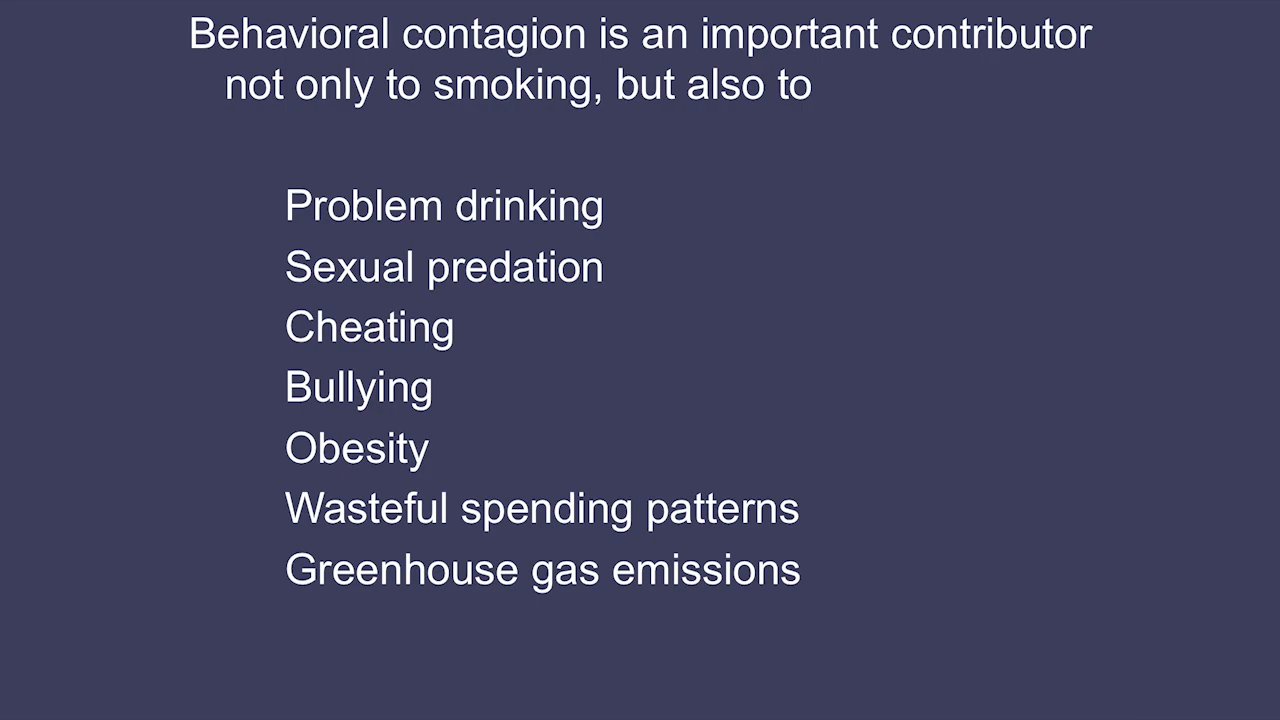 Behavioral contagion is an important contributor
not only to smoking, but also to
Problem drinking
Sexual predation
Cheating
Bullying
Obesity
Wasteful spending patterns
Greenhouse gas emissions